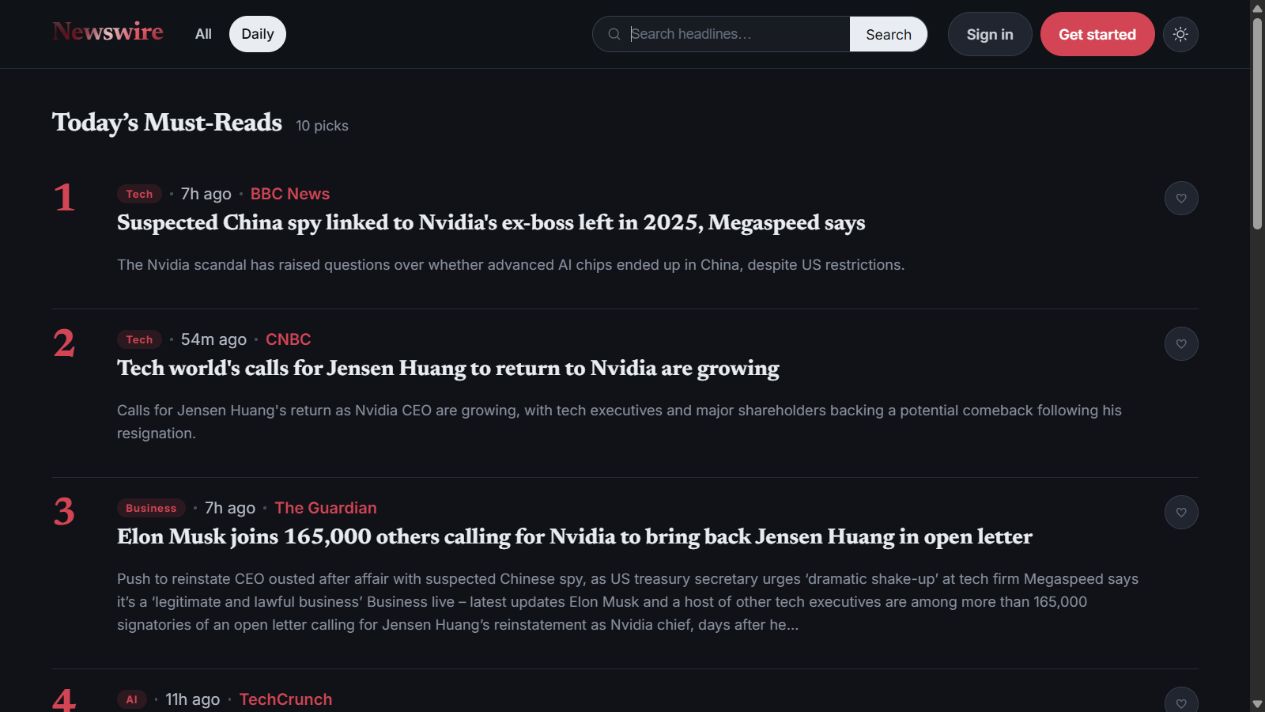 Newswire
All
Daily
Search headlines...
Search
Sign in
Get started
Today’s Must-Reads 10 picks
1
Tech · 7h ago · BBC News
Suspected China spy linked to Nvidia's ex-boss left in 2025, Megaspeed says
The Nvidia scandal has raised questions over whether advanced AI chips ended up in China, despite US restrictions.
2
Tech · 54m ago · CNBC
Tech world's calls for Jensen Huang to return to Nvidia are growing
Calls for Jensen Huang's return as Nvidia CEO are growing, with tech executives and major shareholders backing a potential comeback following his
resignation.
3
Business · 7h ago · The Guardian
Elon Musk joins 165,000 others calling for Nvidia to bring back Jensen Huang in open letter
Push to reinstate CEO ousted after affair with suspected Chinese spy, as US treasury secretary urges ‘dramatic shake-up’ at tech firm Megaspeed says
it’s a ‘legitimate and lawful business’ Business live – latest updates Elon Musk and a host of other tech executives are among more than 165,000
signatories of an open letter calling for Jensen Huang’s reinstatement as Nvidia chief, days after he...
4
AI · 11h ago · TechCrunch